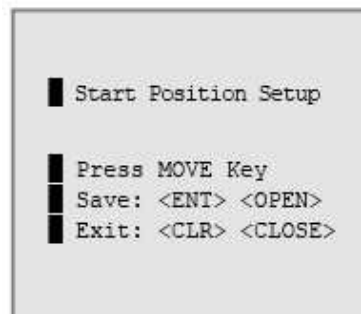 Start Position Setup
Press MOVE Key
Save: <ENT> <OPEN>
Exit: <CLR> <CLOSE>